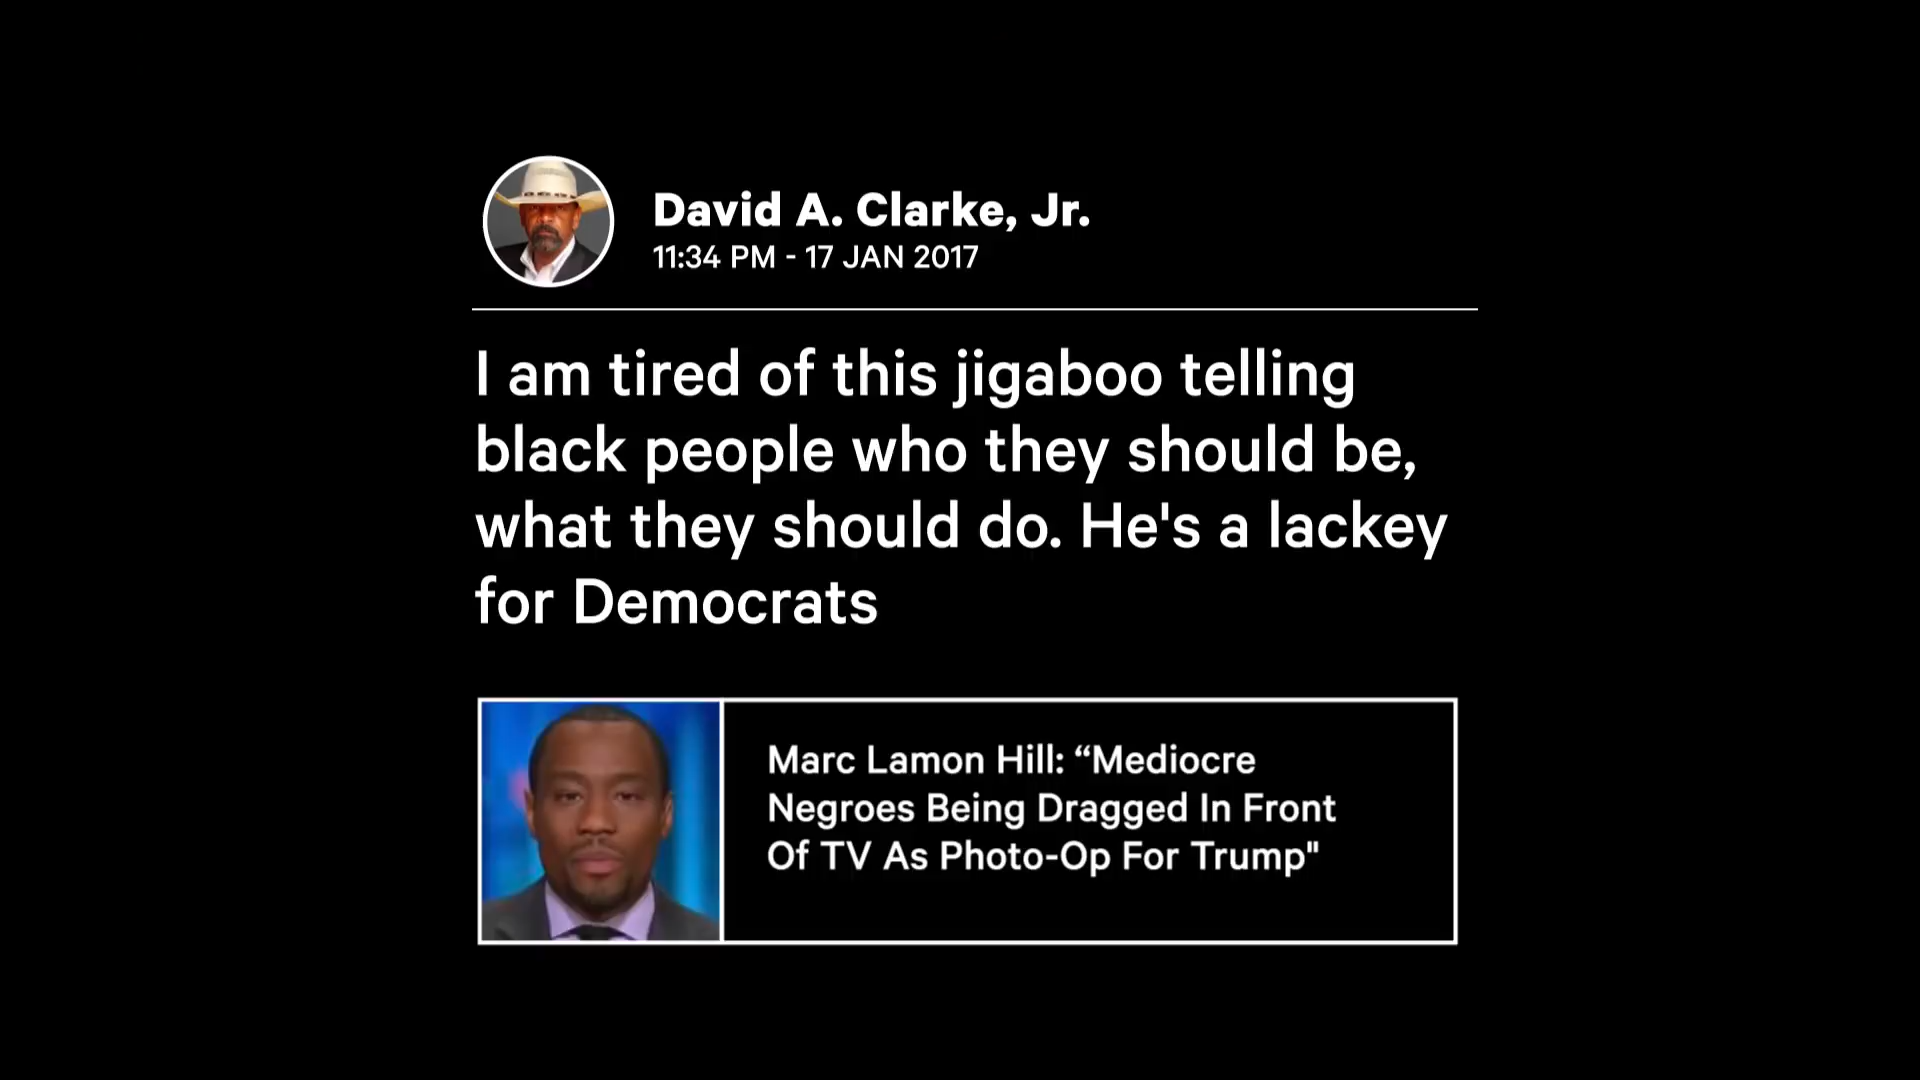 David A. Clarke, Jr.
11:34 PM - 17 JAN 2017
I am tired of this jigaboo telling
black people who they should be,
what they should do. He's a lackey
for Democrats
Marc Lamon Hill: “Mediocre
Negroes Being Dragged In Front
Of TV As Photo-Op For Trump"